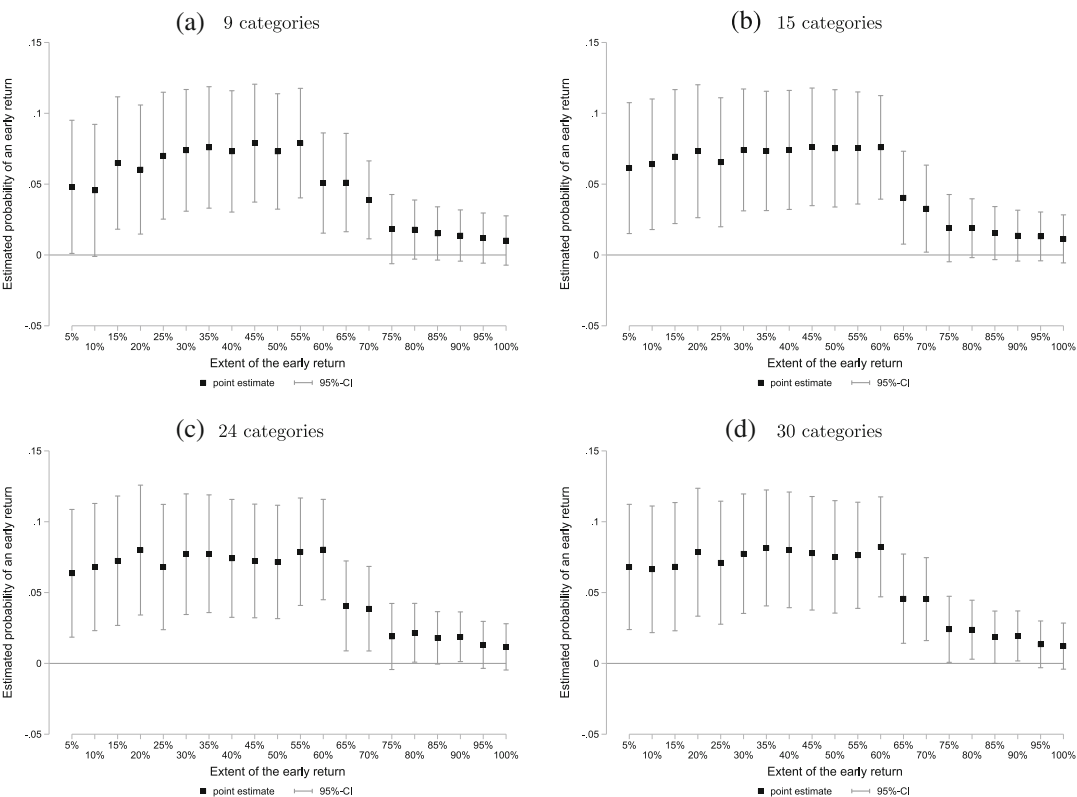 (a) 9 categories
Estimated probability of an early return
.15
.1
.05
0
-.05
5% 15% 25% 35% 45% 55% 65% 75% 85% 95%
10% 20% 30% 40% 50% 60% 70% 80% 90% 100%
Extent of the early return
point estimate 95%-CI
(b) 15 categories
Estimated probability of an early return
.15
.1
.05
0
-.05
5% 15% 25% 35% 45% 55% 65% 75% 85% 95%
10% 20% 30% 40% 50% 60% 70% 80% 90% 100%
Extent of the early return
point estimate 95%-CI
(c) 24 categories
Estimated probability of an early return
.15
.1
.05
0
-.05
5% 15% 25% 35% 45% 55% 65% 75% 85% 95%
10% 20% 30% 40% 50% 60% 70% 80% 90% 100%
Extent of the early return
point estimate 95%-CI
(d) 30 categories
Estimated probability of an early return
.15
.1
.05
0
-.05
5% 15% 25% 35% 45% 55% 65% 75% 85% 95%
10% 20% 30% 40% 50% 60% 70% 80% 90% 100%
Extent of the early return
point estimate 95%-CI